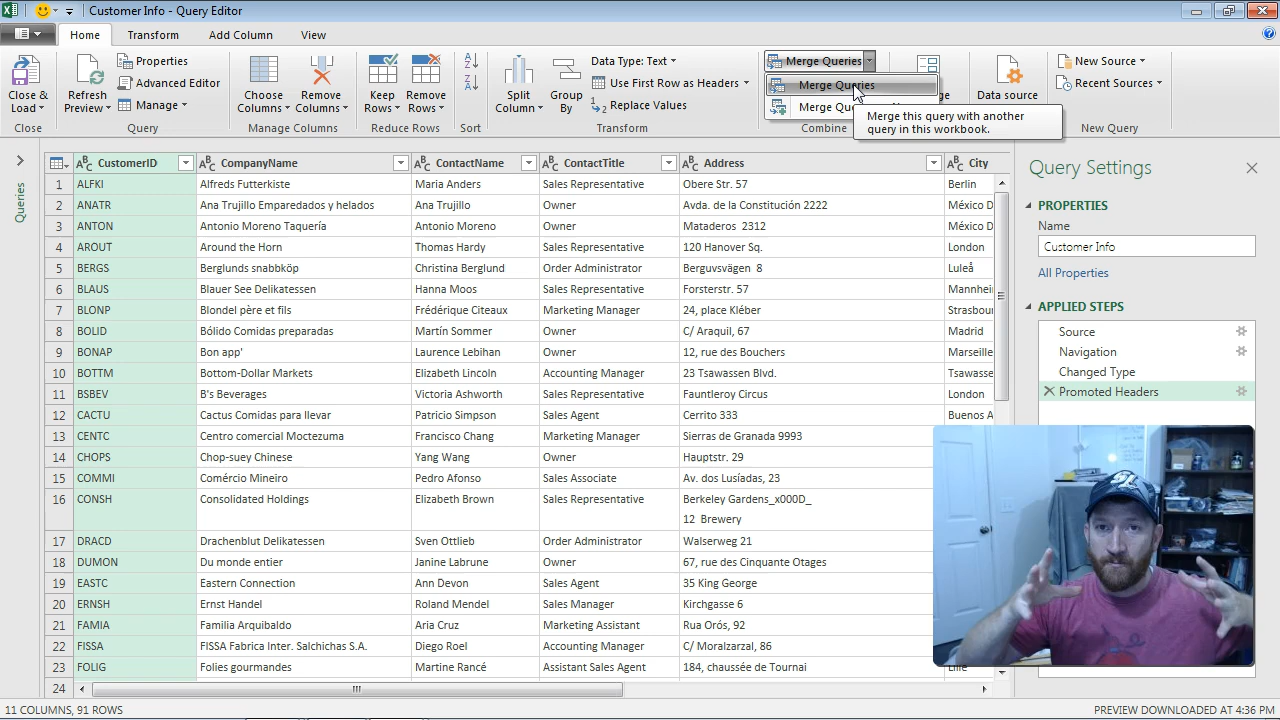 Customer Info - Query Editor
Home Transform Add Column View
Close & Load
Refresh Preview
Properties
Advanced Editor
Manage
Choose Columns
Remove Columns
Keep Rows
Remove Rows
Split Column
Group By
Data Type: Text
Use First Row as Headers
Replace Values
Merge Queries
Merge Queries
Merge
Merge this query with another
query in this workbook.
Data source
New Source
Recent Sources
Close Query Manage Columns Reduce Rows Sort Transform Combine New Query
Queries
CustomerID CompanyName ContactName ContactTitle Address City
1 ALFKI Alfreds Futterkiste Maria Anders Sales Representative Obere Str. 57 Berlin
2 ANATR Ana Trujillo Emparedados y helados Ana Trujillo Owner Avda. de la Constitución 2222 México D
3 ANTON Antonio Moreno Taquería Antonio Moreno Owner Mataderos 2312 México D
4 AROUT Around the Horn Thomas Hardy Sales Representative 120 Hanover Sq. London
5 BERGS Berglunds snabbköp Christina Berglund Order Administrator Berguvsvägen 8 Luleå
6 BLAUS Blauer See Delikatessen Hanna Moos Sales Representative Forsterstr. 57 Mannhei
7 BLONP Blondel père et fils Frédérique Citeaux Marketing Manager 24, place Kléber Strasbou
8 BOLID Bólido Comidas preparadas Martín Sommer Owner C/ Araquil, 67 Madrid
9 BONAP Bon app' Laurence Lebihan Owner 12, rue des Bouchers Marseille
10 BOTTM Bottom-Dollar Markets Elizabeth Lincoln Accounting Manager 23 Tsawassen Blvd. Tsawass
11 BSBEV B's Beverages Victoria Ashworth Sales Representative Fauntleroy Circus London
12 CACTU Cactus Comidas para llevar Patricio Simpson Sales Agent Cerrito 333 Buenos A
13 CENTC Centro comercial Moctezuma Francisco Chang Marketing Manager Sierras de Granada 9993
14 CHOPS Chop-suey Chinese Yang Wang Owner Hauptstr. 29
15 COMMI Comércio Mineiro Pedro Afonso Sales Associate Av. dos Lusíadas, 23
16 CONSH Consolidated Holdings Elizabeth Brown Sales Representative Berkeley Gardens_x000D_
12 Brewery
17 DRACD Drachenblut Delikatessen Sven Ottlieb Order Administrator Walserweg 21
18 DUMON Du monde entier Janine Labrune Owner 67, rue des Cinquante Otages
19 EASTC Eastern Connection Ann Devon Sales Agent 35 King George
20 ERNSH Ernst Handel Roland Mendel Sales Manager Kirchgasse 6
21 FAMIA Familia Arquibaldo Aria Cruz Marketing Assistant Rua Orós, 92
22 FISSA FISSA Fabrica Inter. Salchichas S.A. Diego Roel Accounting Manager C/ Moralzarzal, 86
23 FOLIG Folies gourmandes Martine Rancé Assistant Sales Agent 184, chaussée de Tournai Lille
24
Query Settings
PROPERTIES
Name
Customer Info
All Properties
APPLIED STEPS
Source
Navigation
Changed Type
Promoted Headers
11 COLUMNS, 91 ROWS
PREVIEW DOWNLOADED AT 4:36 PM